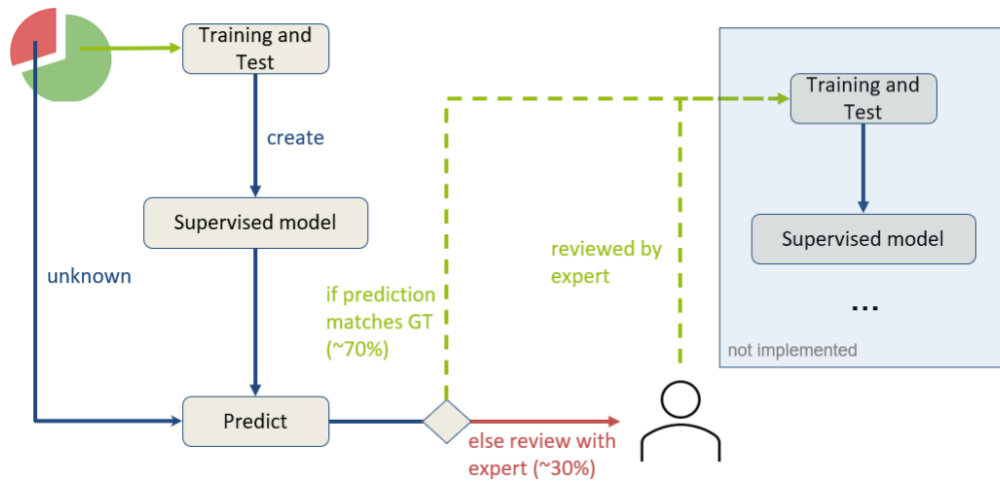 Training and
Test
create
Supervised model
unknown
if prediction
matches GT
(~70%)
Predict
else review with
expert (~30%)
reviewed by
expert
Training and
Test
Supervised model
...
not implemented